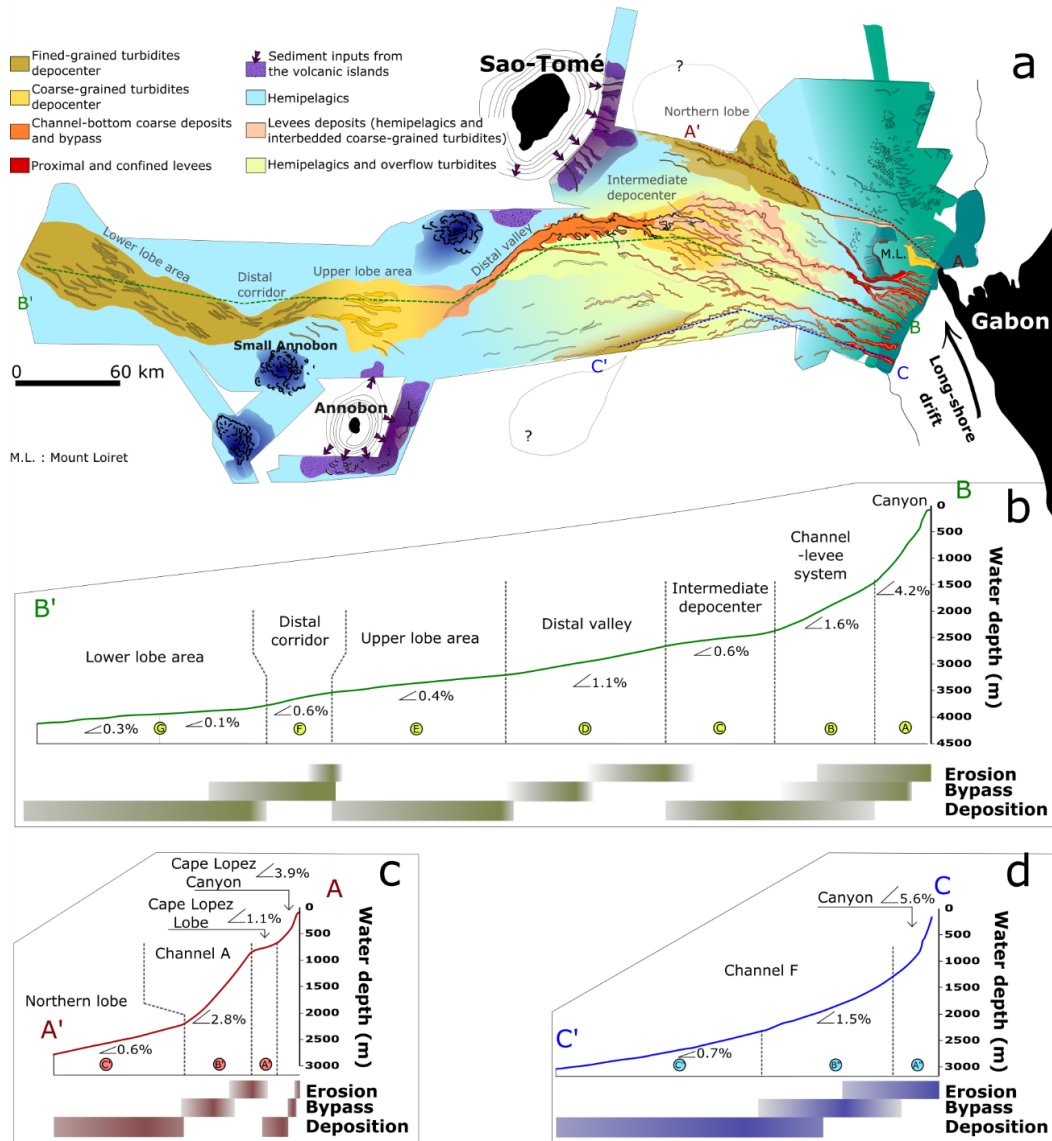 a
Fined-grained turbidites
depocenter
Coarse-grained turbidites
depocenter
Channel-bottom coarse deposits
and bypass
Proximal and confined levees
Sediment inputs from
the volcanic islands
Hemipelagics
Levees deposits (hemipelagics and
interbedded coarse-grained turbidites)
Hemipelagics and overflow turbidites
Sao-Tomé
?
Northern lobe
A'
Intermediate
depocenter
M.L.
A
Lower lobe area
Distal
corridor
Upper lobe area
Distal valley
B'
B
Gabon
Small Annobon
0
60 km
C'
C
Annobon
Long-shore
drift
?
M.L. : Mount Loiret
b
B
Canyon
0
500
1000
1500
2000
2500
3000
3500
4000
4500
Water depth (m)
Channel
-levee
system
4.2%
B'
Intermediate
depocenter
1.6%
Distal
corridor
Distal valley
Upper lobe area
Lower lobe area
0.6%
1.1%
0.4%
0.6%
0.1%
0.3%
G
F
E
D
C
B
A
Erosion
Bypass
Deposition
c
Cape Lopez
Canyon
3.9%
A
Cape Lopez
Lobe
1.1%
0
500
1000
1500
2000
2500
3000
Water depth (m)
Channel A
Northern lobe
A'
2.8%
0.6%
C'
B'
A'
Erosion
Bypass
Deposition
d
C
Canyon
5.6%
0
500
1000
1500
2000
2500
3000
Water depth (m)
Channel F
C'
1.5%
0.7%
C"
B"
A"
Erosion
Bypass
Deposition